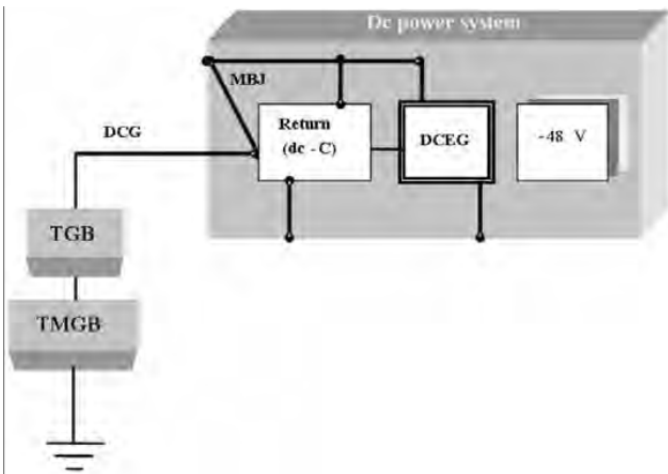 Dc power system
MBJ
DCG
Return
(dc - C)
DCEG
-48 V
TGB
TMGB